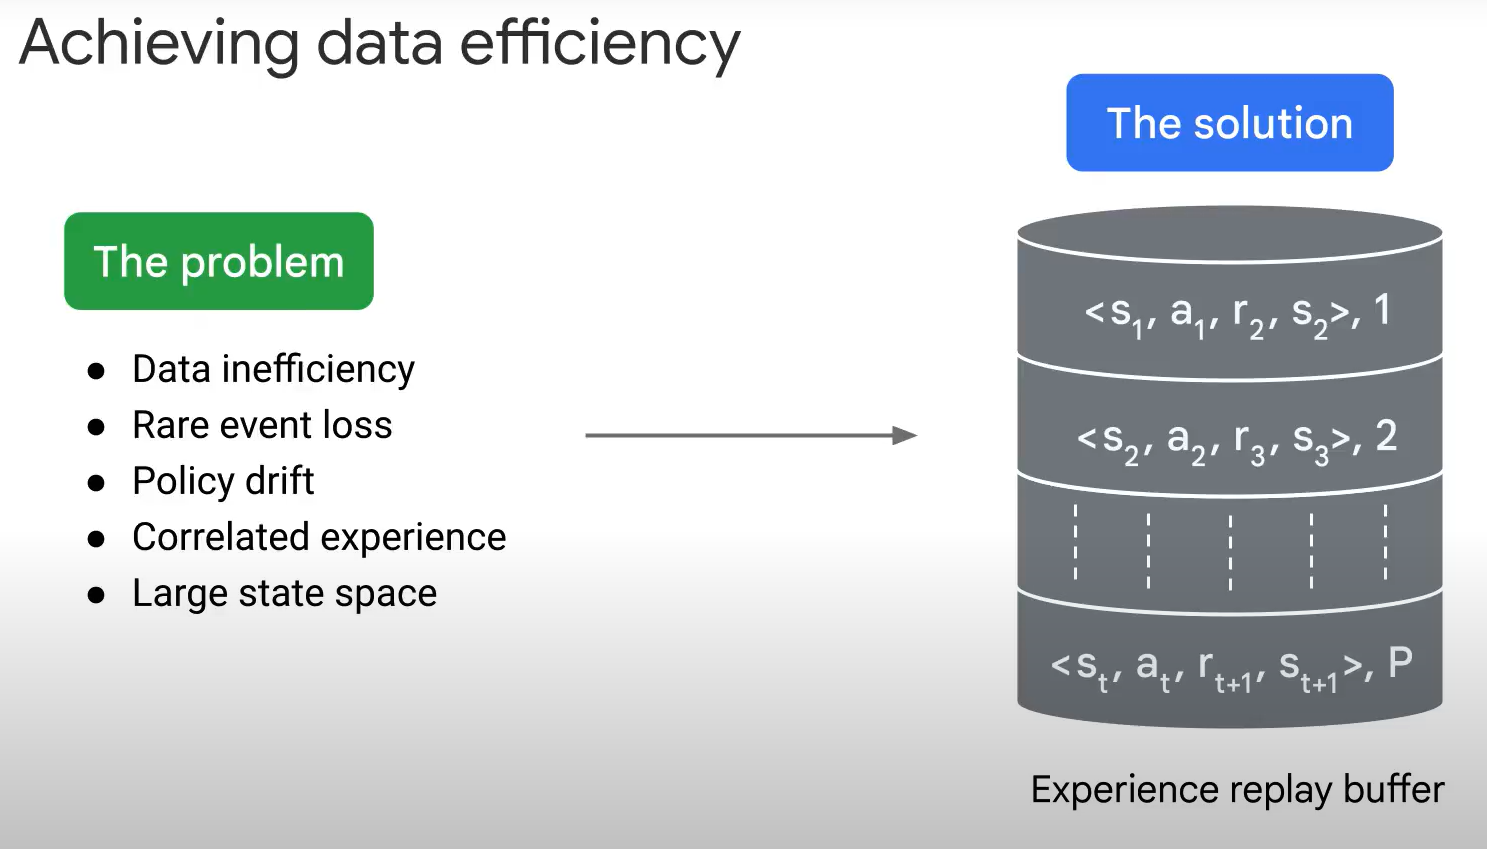 Achieving data efficiency
The problem
● Data inefficiency
● Rare event loss
● Policy drift
● Correlated experience
● Large state space
The solution
<s₁, a₁, r₂, s₂>, 1
<s₂, a₂, r₃, s₃>, 2
<sₜ, aₜ, rₜ₊₁, sₜ₊₁>, P
Experience replay buffer